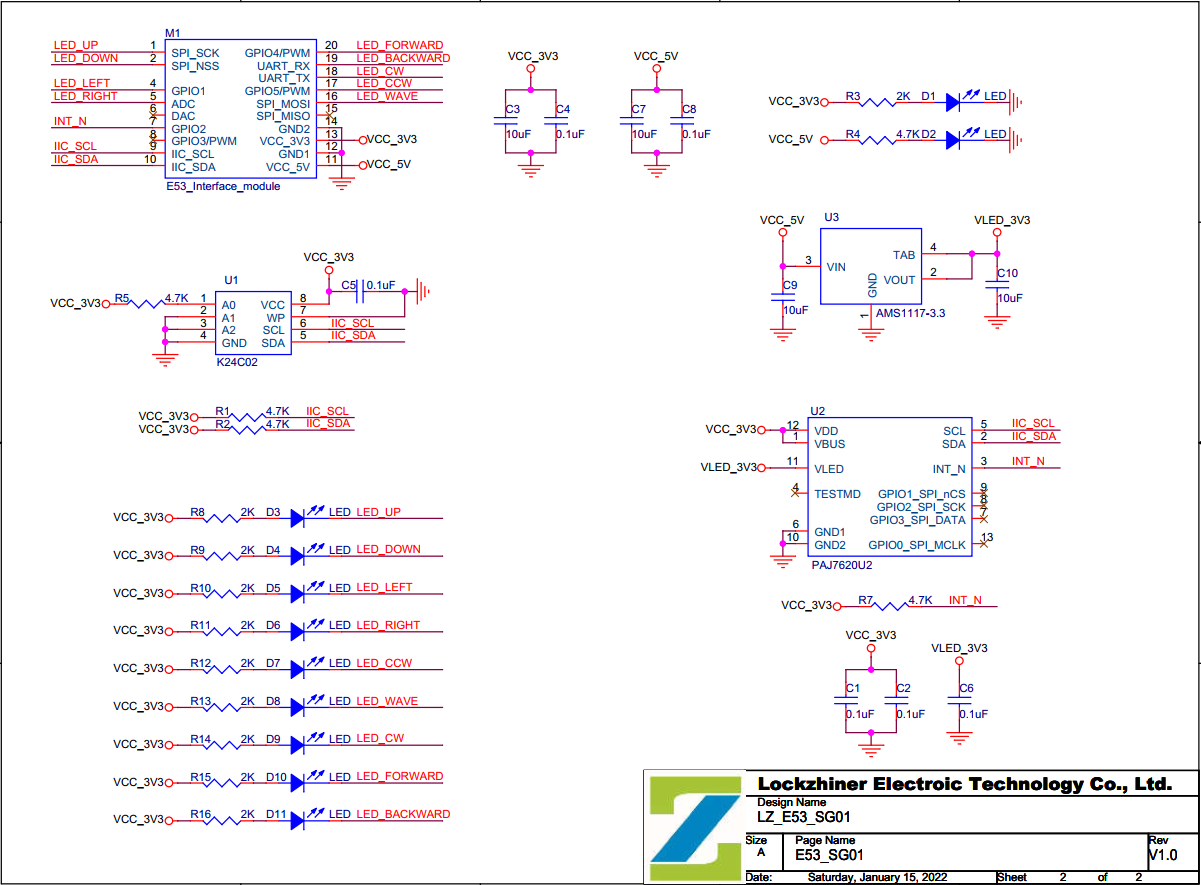 M1
LED_UP 1 SPI_SCK GPIO4/PWM 20 LED_FORWARD
LED_DOWN 2 SPI_NSS UART_RX 19 LED_BACKWARD
UART_TX 18 LED_CW
LED_LEFT 4 GPIO1 GPIO5/PWM 17 LED_CCW
LED_RIGHT 5 ADC SPI_MOSI 16 LED_WAVE
6 DAC SPI_MISO 15
INT_N 7 GPIO2 GND2 14
8 GPIO3/PWM VCC_3V3 13 VCC_3V3
IIC_SCL 9 IIC_SCL GND1 12
IIC_SDA 10 IIC_SDA VCC_5V 11 VCC_5V
E53_Interface_module
VCC_3V3 VCC_5V
C3 C4 C7 C8
10uF 0.1uF 10uF 0.1uF
VCC_3V3 R3 2K D1 LED
VCC_5V R4 4.7K D2 LED
VCC_5V U3 VLED_3V3
3 VIN TAB 4
GND VOUT 2
C9 C10
10uF 1 AMS1117-3.3 10uF
VCC_3V3
U1 C5 0.1uF
VCC_3V3 R5 4.7K 1 A0 VCC 8
2 A1 WP 7
3 A2 SCL 6 IIC_SCL
4 GND SDA 5 IIC_SDA
K24C02
VCC_3V3 R1 4.7K IIC_SCL
VCC_3V3 R2 4.7K IIC_SDA
U2
VCC_3V3 12 VDD SCL 5 IIC_SCL
1 VBUS SDA 2 IIC_SDA
VLED_3V3 11 VLED INT_N 3 INT_N
4 TESTMD GPIO1_SPI_nCS 9
GPIO2_SPI_SCK 8
GPIO3_SPI_DATA 7
6 GND1
10 GND2 GPIO0_SPI_MCLK 13
PAJ7620U2
VCC_3V3 R7 4.7K INT_N
VCC_3V3 VLED_3V3
C1 C2 C6
0.1uF 0.1uF 0.1uF
VCC_3V3 R8 2K D3 LED LED_UP
VCC_3V3 R9 2K D4 LED LED_DOWN
VCC_3V3 R10 2K D5 LED LED_LEFT
VCC_3V3 R11 2K D6 LED LED_RIGHT
VCC_3V3 R12 2K D7 LED LED_CCW
VCC_3V3 R13 2K D8 LED LED_WAVE
VCC_3V3 R14 2K D9 LED LED_CW
VCC_3V3 R15 2K D10 LED LED_FORWARD
VCC_3V3 R16 2K D11 LED LED_BACKWARD
Lockzhiner Electroic Technology Co., Ltd.
Design Name
LZ_E53_SG01
Size Page Name Rev
A E53_SG01 V1.0
Date: Saturday, January 15, 2022 Sheet 2 of 2